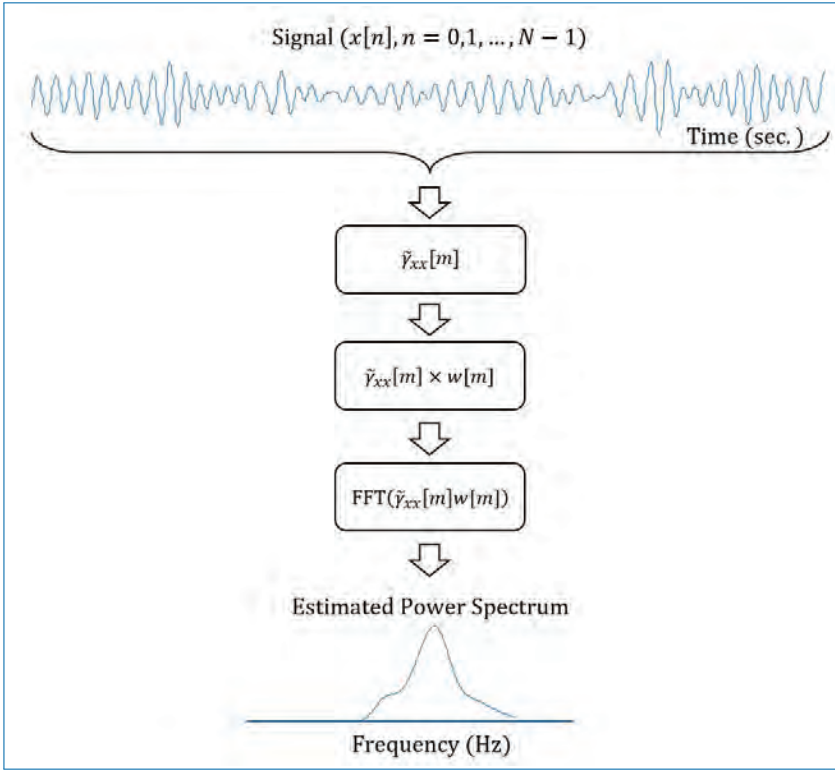 Signal (x[n], n = 0,1, …, N − 1)
Time (sec. )
γ̃ₓₓ[m]
γ̃ₓₓ[m] × w[m]
FFT(γ̃ₓₓ[m]w[m])
Estimated Power Spectrum
Frequency (Hz)